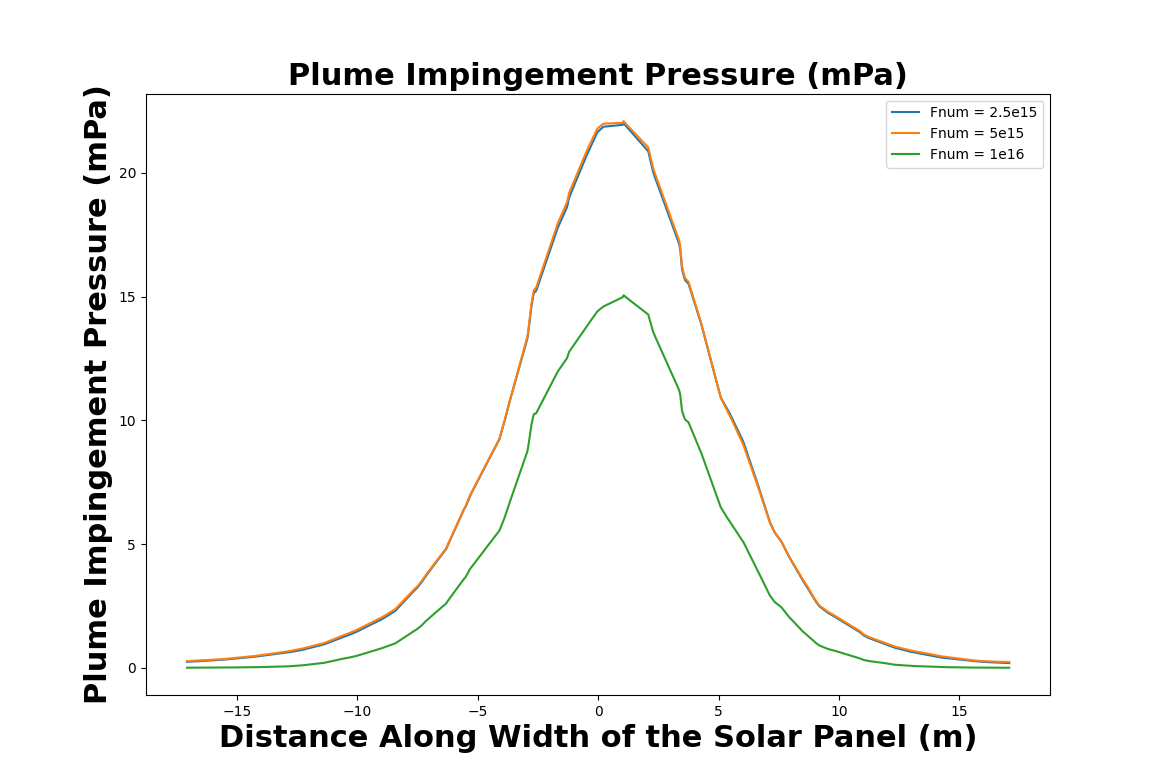 Plume Impingement Pressure (mPa)
Fnum = 2.5e15
Fnum = 5e15
Fnum = 1e16
Plume Impingement Pressure (mPa)
20
15
10
5
0
−15
−10
−5
0
5
10
15
Distance Along Width of the Solar Panel (m)